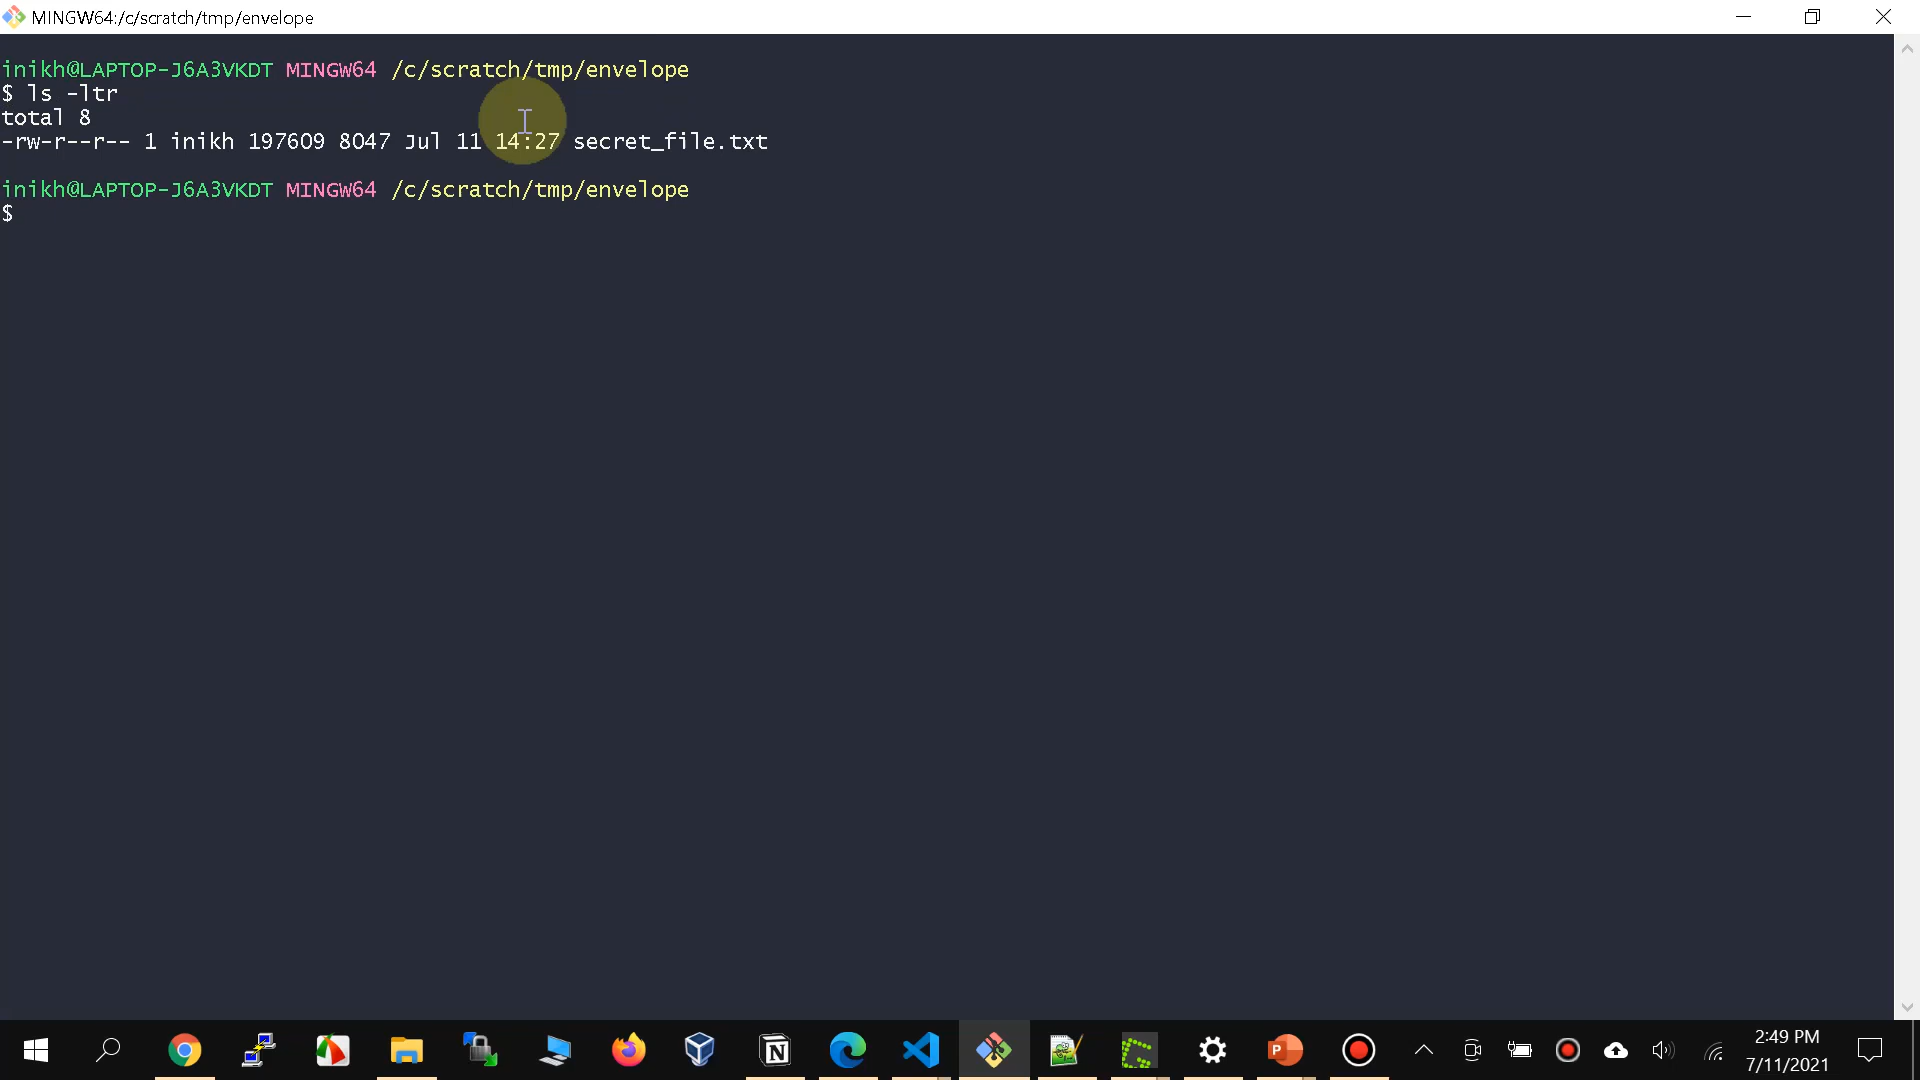 MINGW64:/c/scratch/tmp/envelope
inikh@LAPTOP-J6A3VKDT MINGW64 /c/scratch/tmp/envelope
$ ls -ltr
total 8
-rw-r--r-- 1 inikh 197609 8047 Jul 11 14:27 secret_file.txt
inikh@LAPTOP-J6A3VKDT MINGW64 /c/scratch/tmp/envelope
$
2:49 PM
7/11/2021